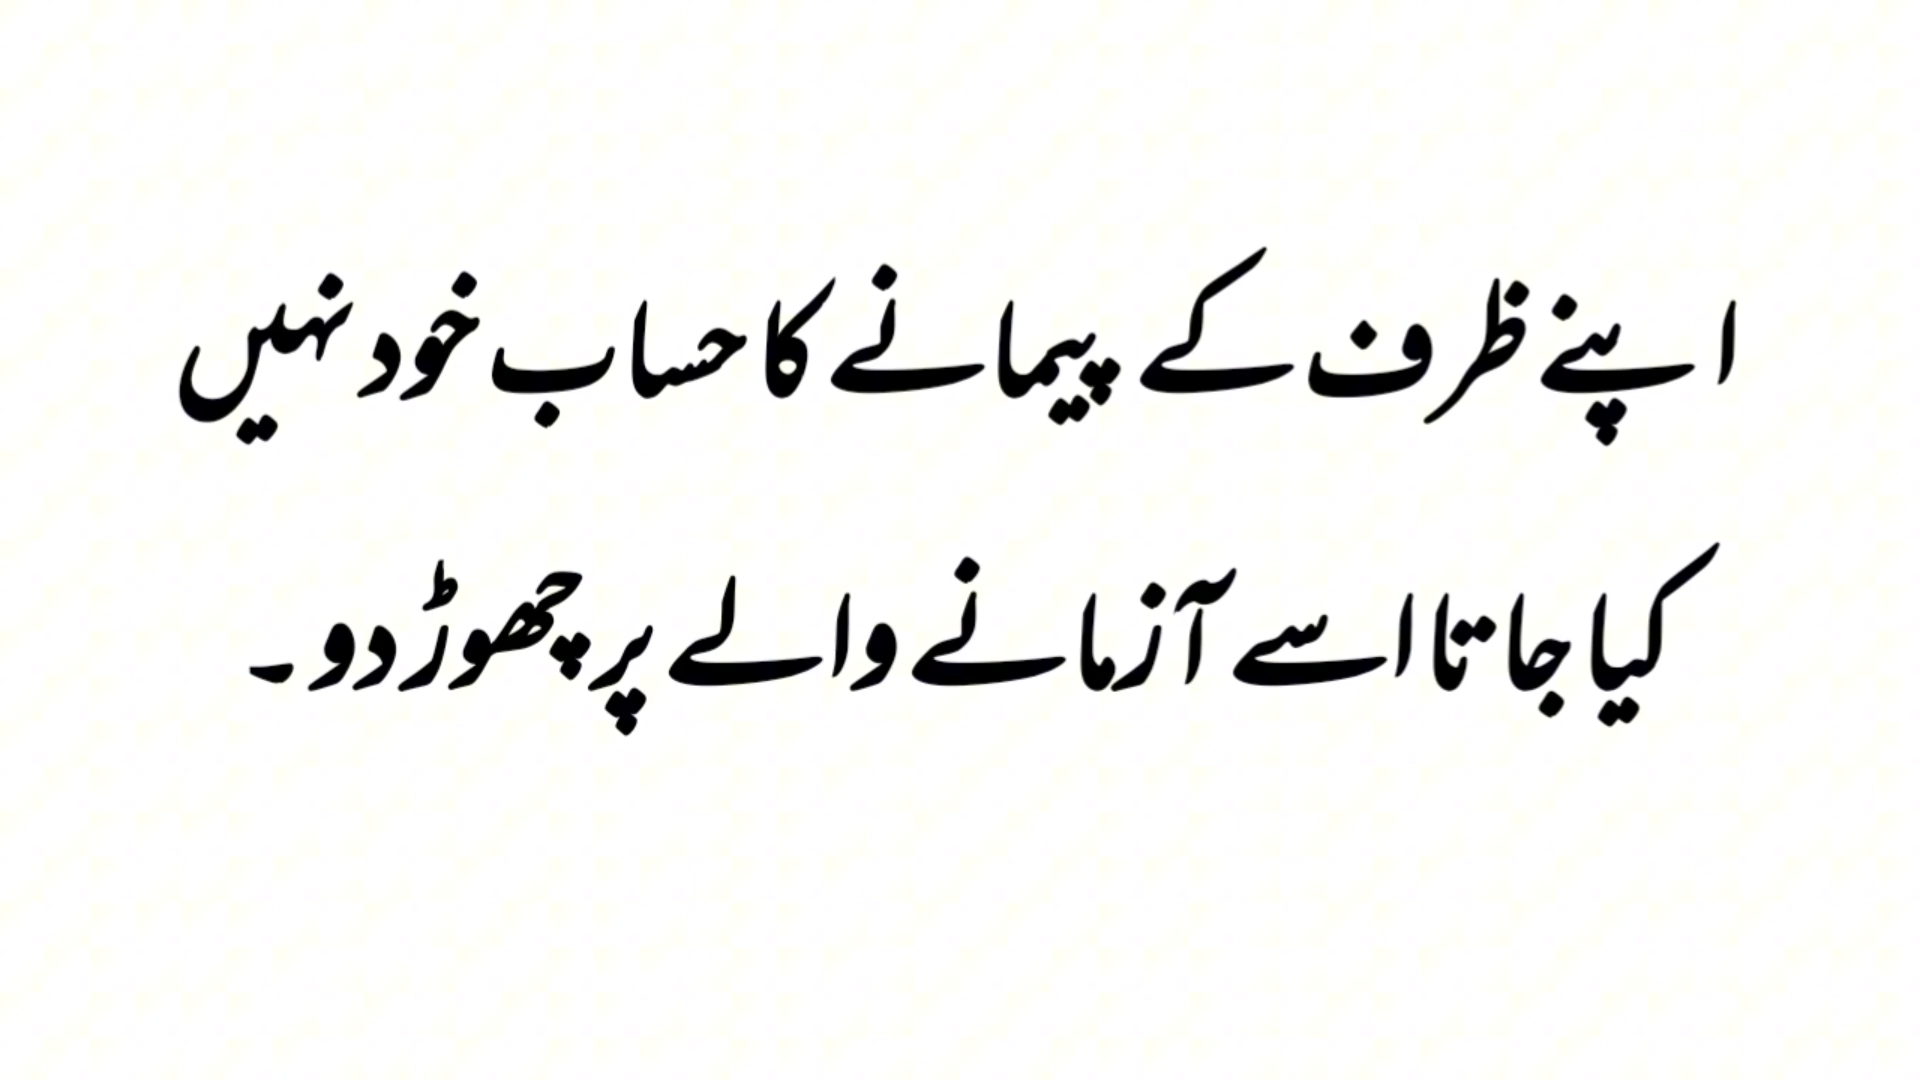 اپنے ظرف کے پیمانے کا حساب خود نہیں
کیا جاتا اسے آزمانے والے پر چھوڑ دو۔